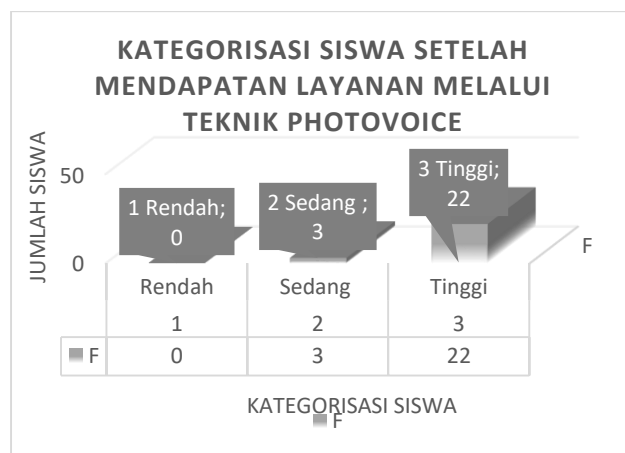 KATEGORISASI SISWA SETELAH
MENDAPATAN LAYANAN MELALUI
TEKNIK PHOTOVOICE
JUMLAH SISWA
50
0
1 Rendah;
0
2 Sedang ;
3
3 Tinggi;
22
F
Rendah Sedang Tinggi
1 2 3
F 0 3 22
KATEGORISASI SISWA
F